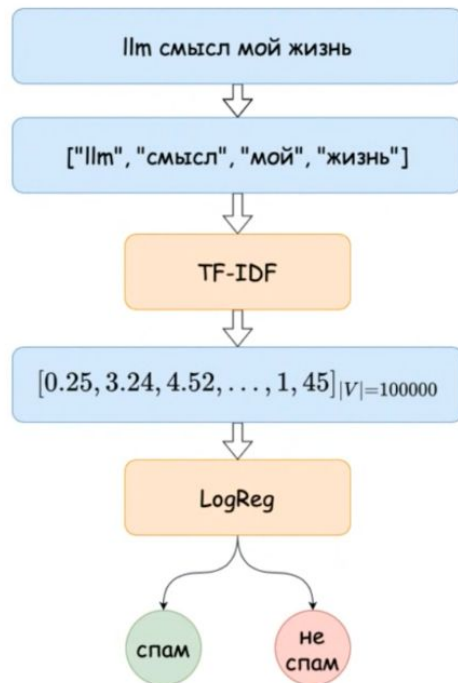 llm смысл мой жизнь
["llm", "смысл", "мой", "жизнь"]
TF-IDF
[0.25, 3.24, 4.52, . . . , 1, 45]|V|=100000
LogReg
спам
не
спам